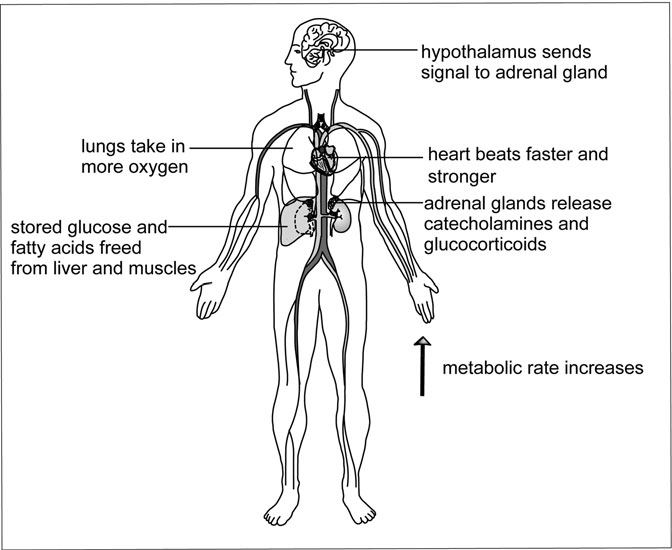 hypothalamus sends
signal to adrenal gland
lungs take in
more oxygen
heart beats faster and
stronger
adrenal glands release
catecholamines and
glucocorticoids
stored glucose and
fatty acids freed
from liver and muscles
metabolic rate increases